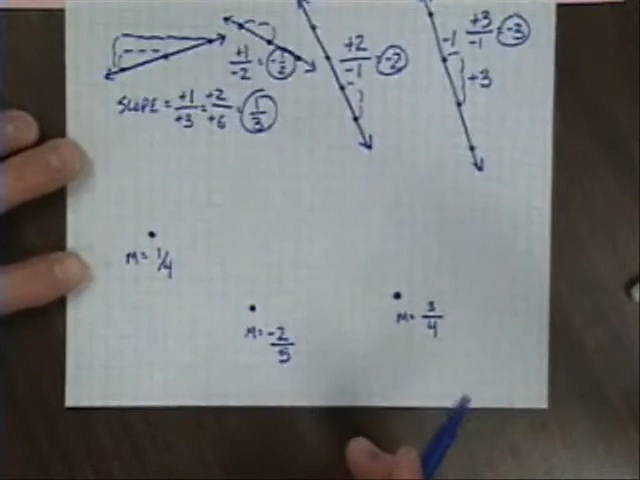 SLOPE = +1/+3 = +2/+6 = 1/3
+1/-2 = -1/2
+2/-1 = -2
-1
+3/-1 = -3
+3
M = 1/4
M = -2/5
M = 3/4